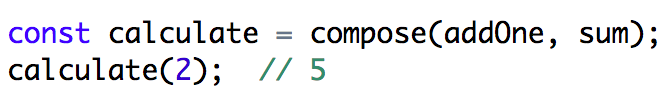 const calculate = compose(addOne, sum);
calculate(2);  // 5